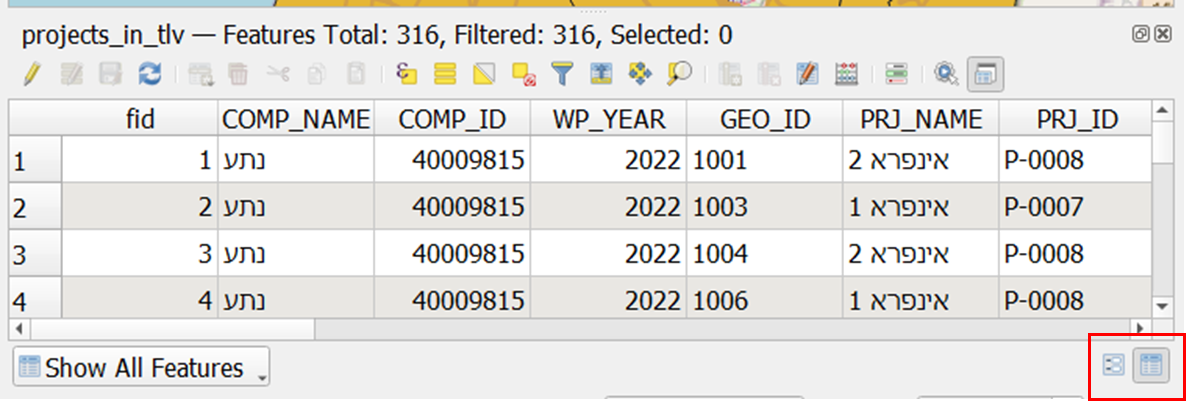 projects_in_tlv — Features Total: 316, Filtered: 316, Selected: 0
fid COMP_NAME COMP_ID WP_YEAR GEO_ID PRJ_NAME PRJ_ID
1 1 נתע 40009815 2022 1001 אינפרא 2 P-0008
2 2 נתע 40009815 2022 1003 אינפרא 1 P-0007
3 3 נתע 40009815 2022 1004 אינפרא 2 P-0008
4 4 נתע 40009815 2022 1006 אינפרא 1 P-0008
Show All Features